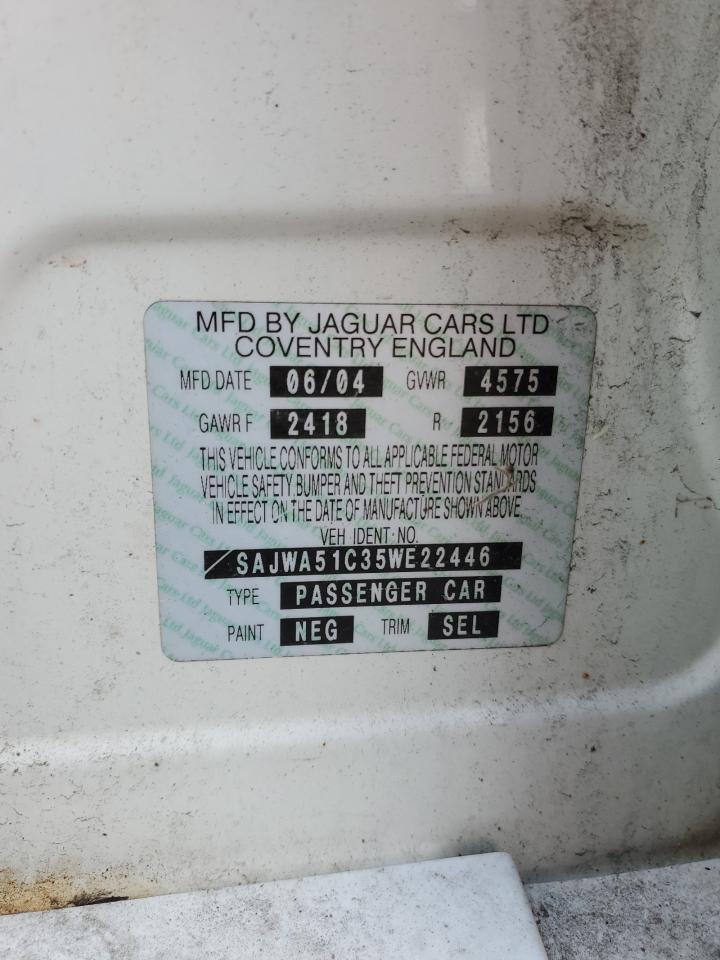 MFD BY JAGUAR CARS LTD
COVENTRY ENGLAND
MFD DATE 06/04 GVWR 4575
GAWR F 2418 R 2156
THIS VEHICLE CONFORMS TO ALL APPLICABLE FEDERAL MOTOR
VEHICLE SAFETY, BUMPER AND THEFT PREVENTION STANDARDS
IN EFFECT ON THE DATE OF MANUFACTURE SHOWN ABOVE.
VEH IDENT. NO.
SAJWA51C35WE22446
TYPE PASSENGER CAR
PAINT NEG TRIM SEL